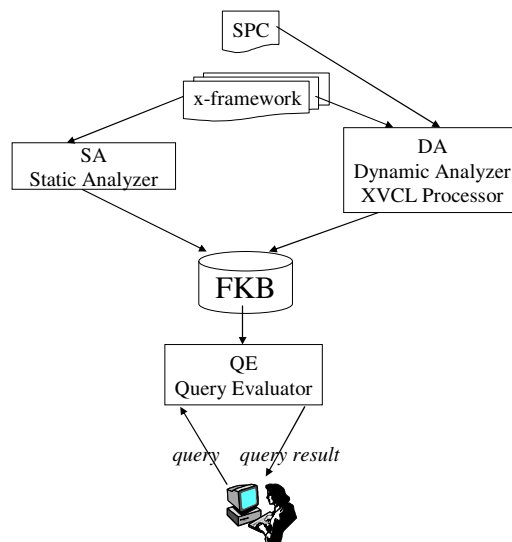 SPC
x-framework
SA
Static Analyzer
DA
Dynamic Analyzer
XVCL Processor
FKB
QE
Query Evaluator
query
query result